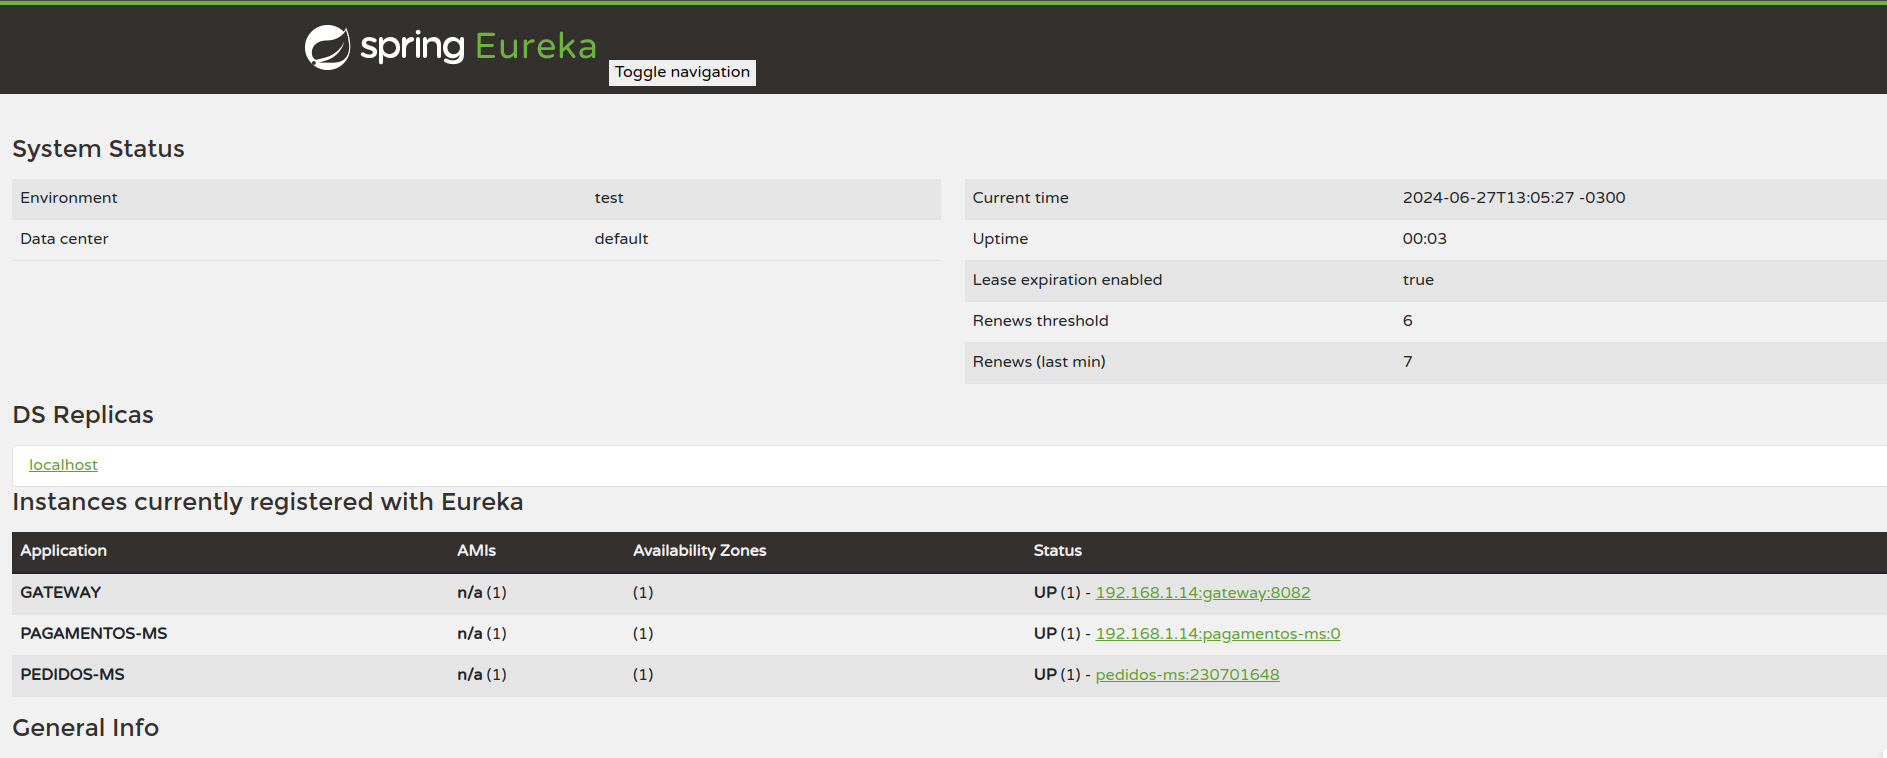 spring Eureka
Toggle navigation
System Status
Environment test
Data center default
Current time 2024-06-27T13:05:27 -0300
Uptime 00:03
Lease expiration enabled true
Renews threshold 6
Renews (last min) 7
DS Replicas
localhost
Instances currently registered with Eureka
Application AMIs Availability Zones Status
GATEWAY n/a (1) (1) UP (1) - 192.168.1.14:gateway:8082
PAGAMENTOS-MS n/a (1) (1) UP (1) - 192.168.1.14:pagamentos-ms:0
PEDIDOS-MS n/a (1) (1) UP (1) - pedidos-ms:230701648
General Info